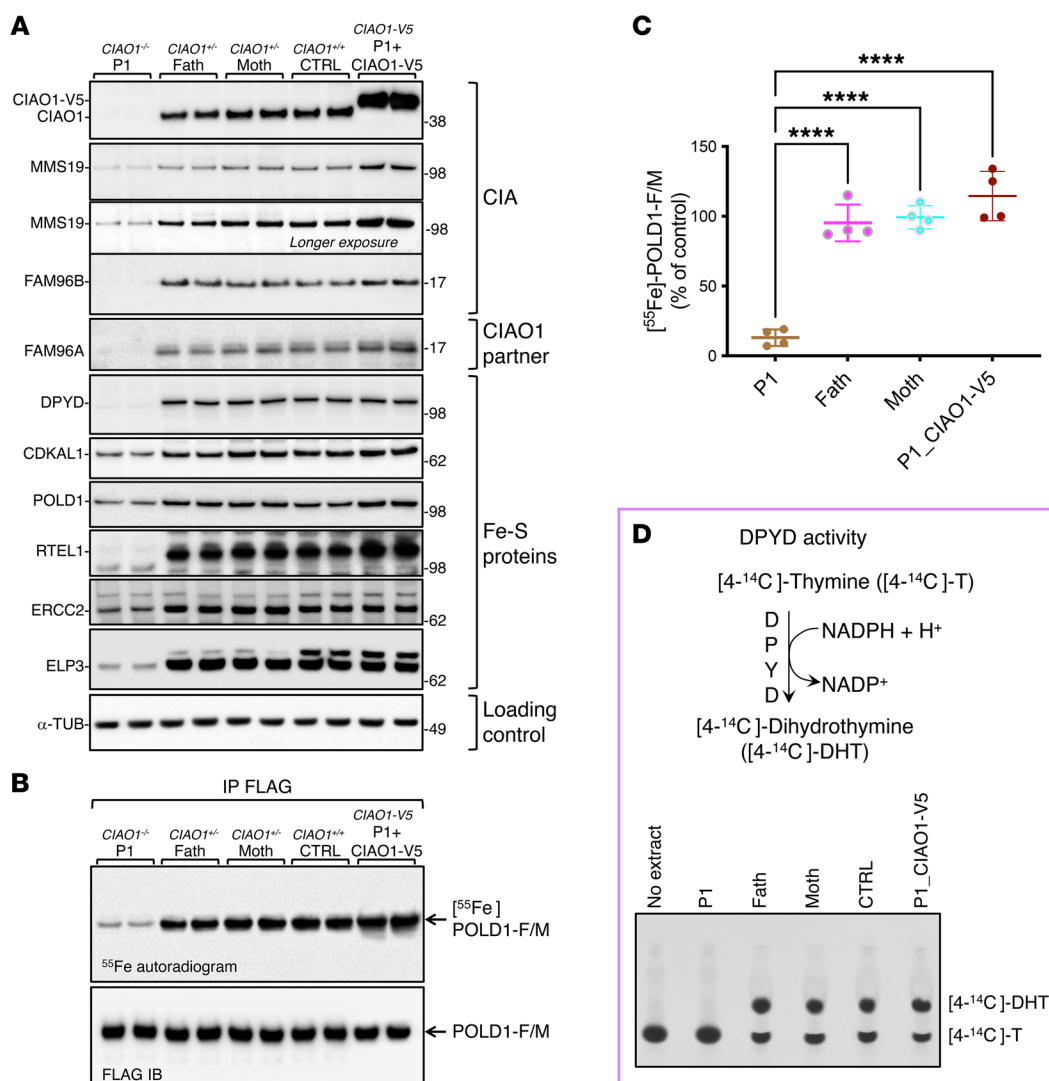 A
CIAO1-/- CIAO1+/- CIAO1+/- CIAO1+/+ CIAO1-V5
P1 Fath Moth CTRL P1+
CIAO1-V5
CIAO1-V5-
CIAO1-
-38
MMS19-
-98
MMS19-
-98
Longer exposure
FAM96B-
-17
CIA
FAM96A-
-17
CIAO1
partner
DPYD-
-98
CDKAL1-
-62
POLD1-
-98
RTEL1-
-98
ERCC2-
-62
ELP3-
-62
Fe-S
proteins
α-TUB-
-49
Loading
control
B
IP FLAG
CIAO1-/- CIAO1+/- CIAO1+/- CIAO1+/+ CIAO1-V5
P1 Fath Moth CTRL P1+
CIAO1-V5
[55Fe]
POLD1-F/M
55Fe autoradiogram
POLD1-F/M
FLAG IB
C
****
****
****
[55Fe]-POLD1-F/M
(% of control)
150
100
50
0
P1
Fath
Moth
P1_CIAO1-V5
D
DPYD activity
[4-14C]-Thymine ([4-14C]-T)
DPYD
NADPH + H+
NADP+
[4-14C]-Dihydrothymine
([4-14C]-DHT)
No extract
P1
Fath
Moth
CTRL
P1_CIAO1-V5
[4-14C]-DHT
[4-14C]-T